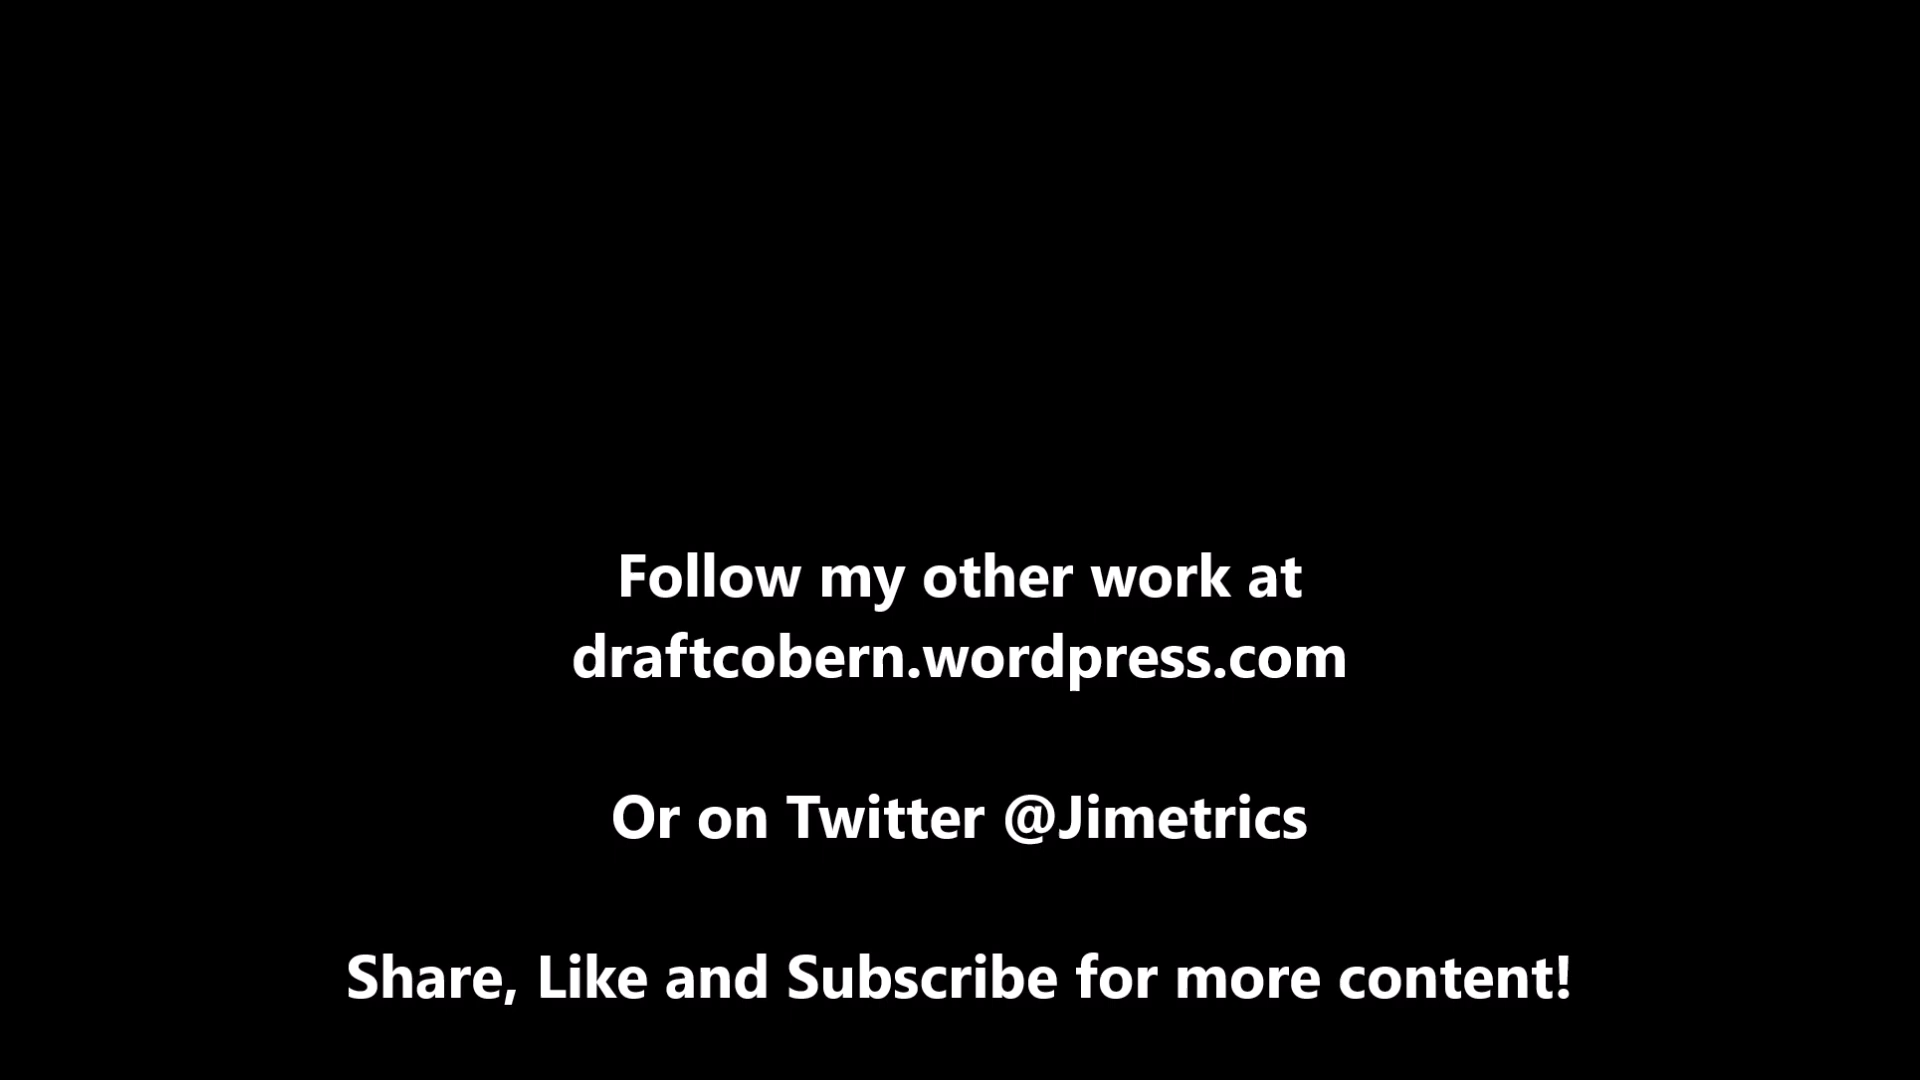 Follow my other work at
draftcobern.wordpress.com
Or on Twitter @Jimetrics
Share, Like and Subscribe for more content!